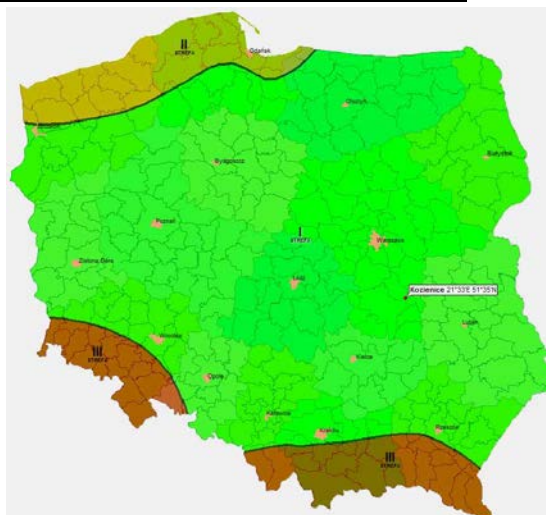 II
STREFA
Gdańsk
Olsztyn
Białystok
Bydgoszcz
Poznań
I
STREFA
Warszawa
Zielona Góra
Łódź
Kozienice 21°33'E 51°35'N
Lublin
Wrocław
III
STREFA
Kielce
Opole
Katowice
Kraków
Rzeszów
III
STREFA